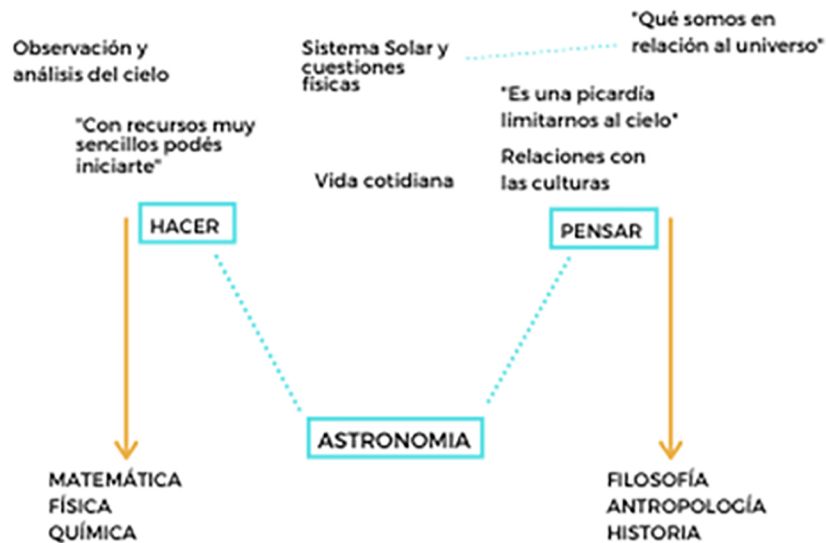 Observación y
análisis del cielo
"Con recursos muy
sencillos podés
iniciarte"
Sistema Solar y
cuestiones
físicas
"Qué somos en
relación al universo"
"Es una picardía
limitarnos al cielo"
Relaciones con
las culturas
Vida cotidiana
HACER
PENSAR
ASTRONOMIA
MATEMÁTICA
FÍSICA
QUÍMICA
FILOSOFÍA
ANTROPOLOGÍA
HISTORIA